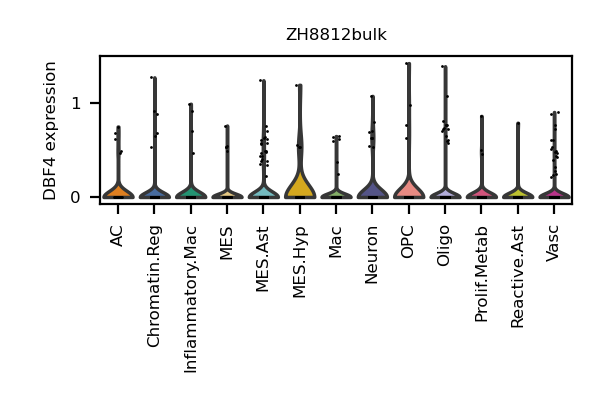 ZH8812bulk
DBF4 expression
1
0
AC
Chromatin.Reg
Inflammatory.Mac
MES
MES.Ast
MES.Hyp
Mac
Neuron
OPC
Oligo
Prolif.Metab
Reactive.Ast
Vasc